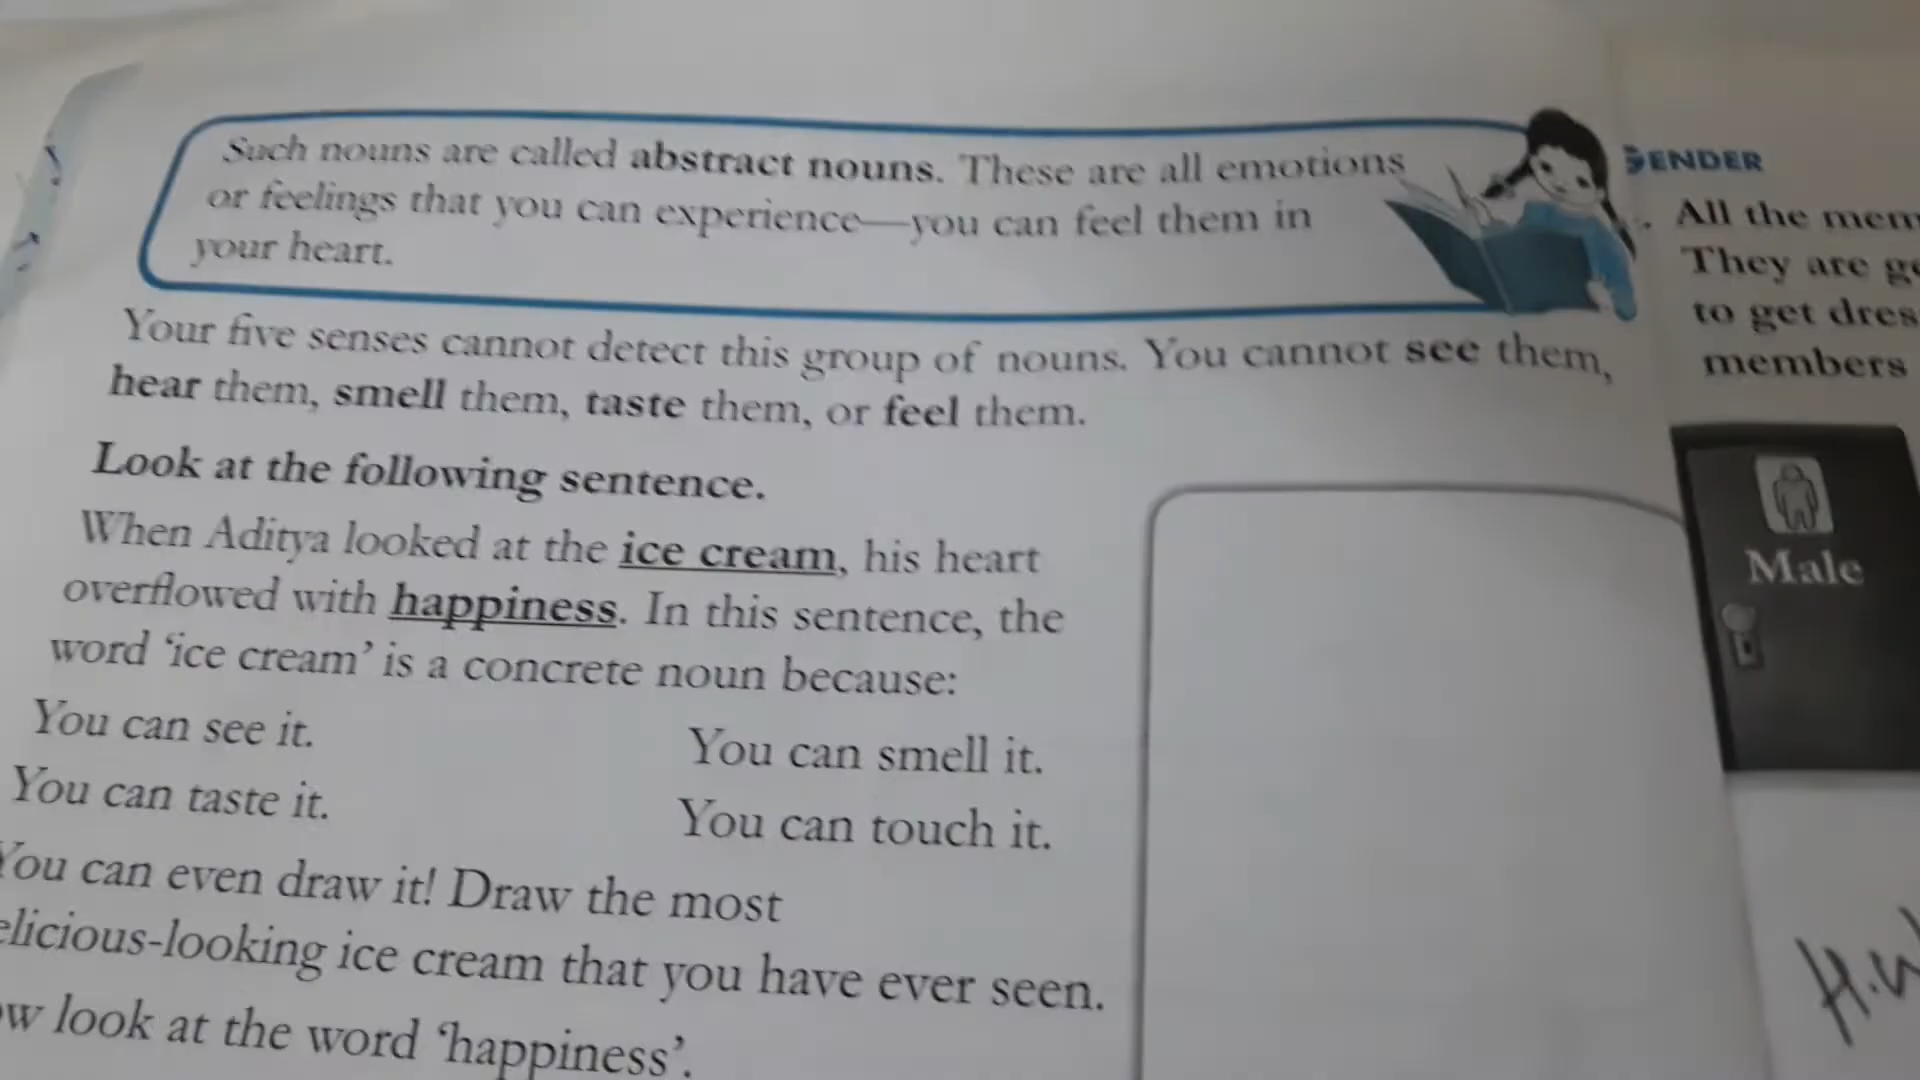 Such nouns are called abstract nouns. These are all emotions
or feelings that you can experience—you can feel them in
your heart.
Your five senses cannot detect this group of nouns. You cannot see them,
hear them, smell them, taste them, or feel them.
Look at the following sentence.
When Aditya looked at the ice cream, his heart
overflowed with happiness. In this sentence, the
word ‘ice cream’ is a concrete noun because:
You can see it.
You can smell it.
You can taste it.
You can touch it.
You can even draw it! Draw the most
elicious-looking ice cream that you have ever seen.
ow look at the word ‘happiness’.
GENDER
All the mem
They are ge
to get dres
members
Male
H.W